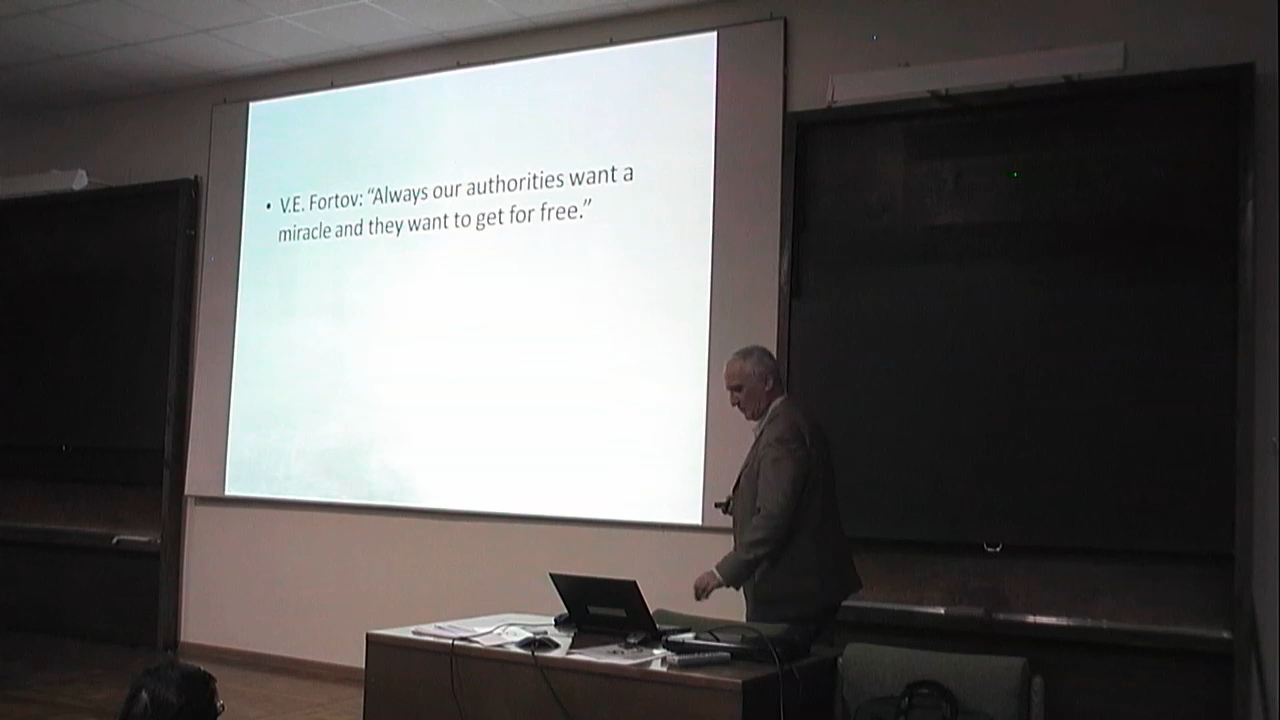 • V.E. Fortov: “Always our authorities want a
miracle and they want to get for free.”